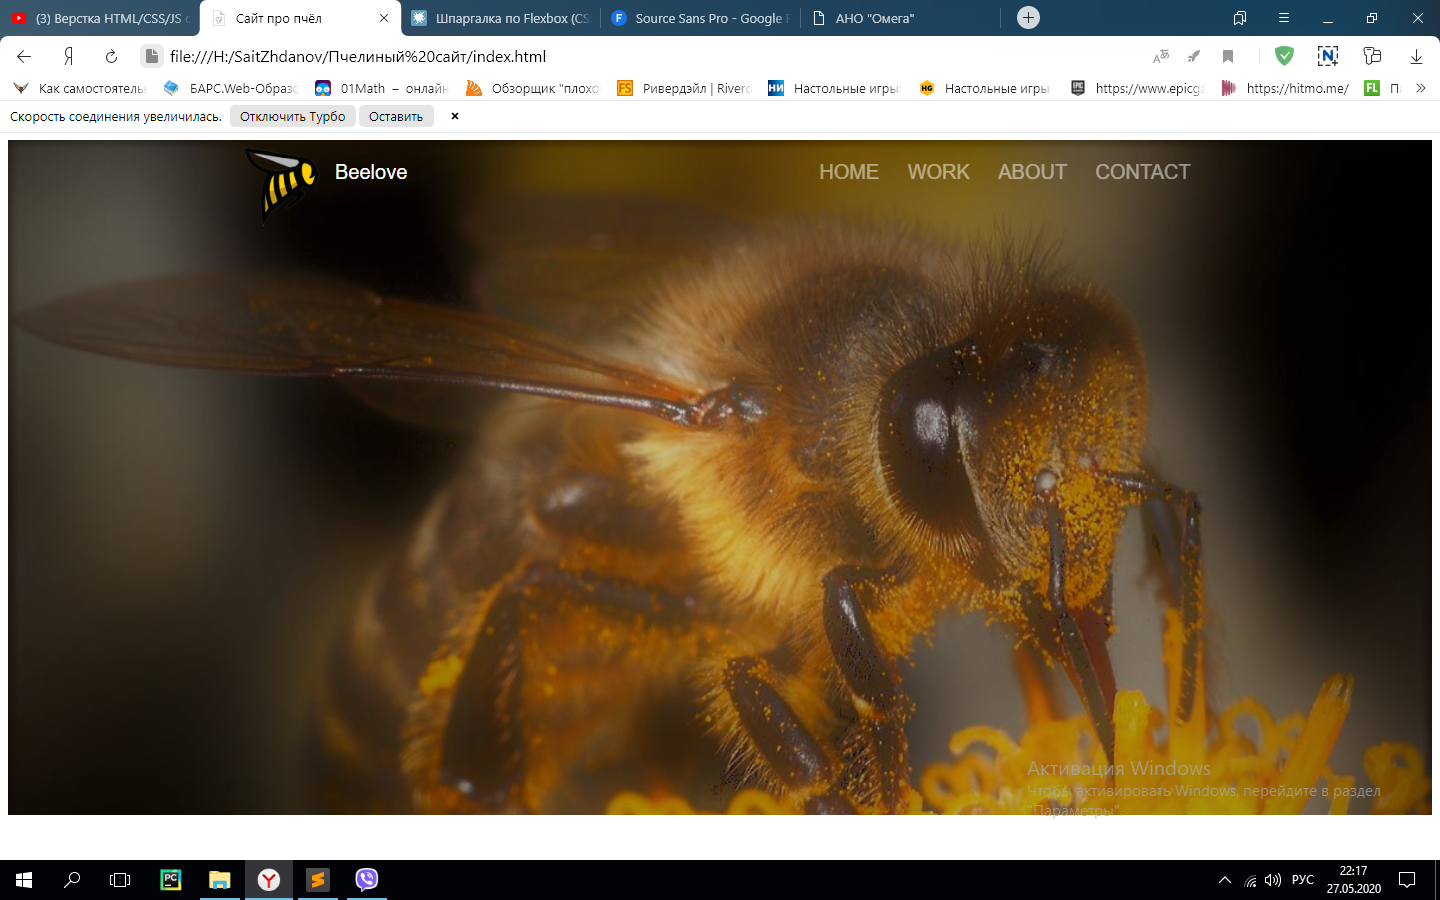 (3) Верстка HTML/CSS/JS с
Сайт про пчёл
Шпаргалка по Flexbox (CS
Source Sans Pro - Google F
АНО "Омега"
file:///H:/SaitZhdanov/Пчелиный%20сайт/index.html
Как самостоятельн
БАРС.Web-Образо
01Math – онлайн
Обзорщик "плохо
Ривердэйл | Riverd
Настольные игры:
Настольные игры
https://www.epicga
https://hitmo.me/
Скорость соединения увеличилась.
Отключить Турбо
Оставить
Beelove
HOME
WORK
ABOUT
CONTACT
Активация Windows
Чтобы активировать Windows, перейдите в раздел
"Параметры".
РУС
22:17
27.05.2020